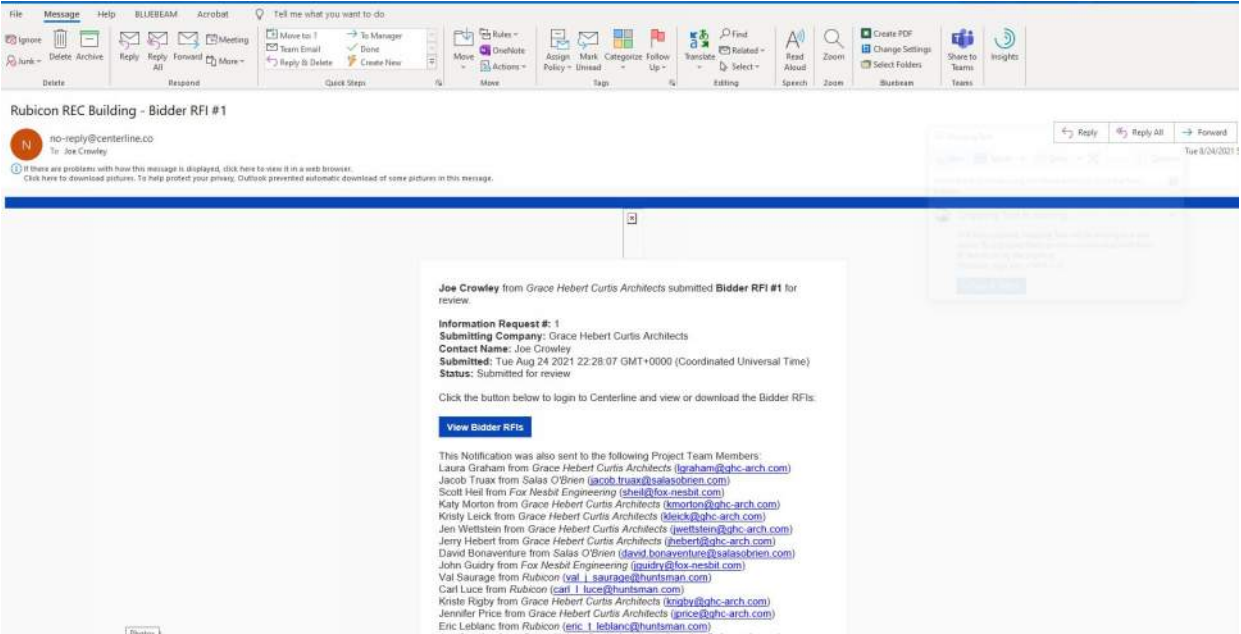 File Message Help BLUEBEAM Acrobat Tell me what you want to do
Ignore
Junk
Delete Archive
Delete
Reply Reply All Forward
Meeting
More
Respond
Move to: ?
Team Email
Reply & Delete
To Manager
Done
Create New
Quick Steps
Move
Rules
OneNote
Actions
Move
Assign Policy
Mark Unread
Categorize
Follow Up
Tags
Translate
Find
Related
Select
Editing
Read Aloud
Speech
Zoom
Zoom
Create PDF
Change Settings
Select Folders
Bluebeam
Share to Teams
Teams
Insights
Rubicon REC Building - Bidder RFI #1
N
no-reply@centerline.co
To Joe Crowley
Reply Reply All Forward
Tue 8/24/2021 5
If there are problems with how this message is displayed, click here to view it in a web browser.
Click here to download pictures. To help protect your privacy, Outlook prevented automatic download of some pictures in this message.
Joe Crowley from Grace Hebert Curtis Architects submitted Bidder RFI #1 for
review.
Information Request #: 1
Submitting Company: Grace Hebert Curtis Architects
Contact Name: Joe Crowley
Submitted: Tue Aug 24 2021 22:28:07 GMT+0000 (Coordinated Universal Time)
Status: Submitted for review
Click the button below to login to Centerline and view or download the Bidder RFIs:
View Bidder RFIs
This Notification was also sent to the following Project Team Members:
Laura Graham from Grace Hebert Curtis Architects (lgraham@ghc-arch.com)
Jacob Truax from Salas O'Brien (jacob.truax@salasobrien.com)
Scott Heil from Fox Nesbit Engineering (sheil@fox-nesbit.com)
Katy Morton from Grace Hebert Curtis Architects (kmorton@ghc-arch.com)
Kristy Leick from Grace Hebert Curtis Architects (kleick@ghc-arch.com)
Jen Wettstein from Grace Hebert Curtis Architects (jwettstein@ghc-arch.com)
Jerry Hebert from Grace Hebert Curtis Architects (jhebert@ghc-arch.com)
David Bonaventure from Salas O'Brien (david.bonaventure@salasobrien.com)
John Guidry from Fox Nesbit Engineering (jguidry@fox-nesbit.com)
Val Saurage from Rubicon (val_j_saurage@huntsman.com)
Carl Luce from Rubicon (carl_l_luce@huntsman.com)
Kriste Rigby from Grace Hebert Curtis Architects (krigby@ghc-arch.com)
Jennifer Price from Grace Hebert Curtis Architects (jprice@ghc-arch.com)
Eric Leblanc from Rubicon (eric_t_leblanc@huntsman.com)